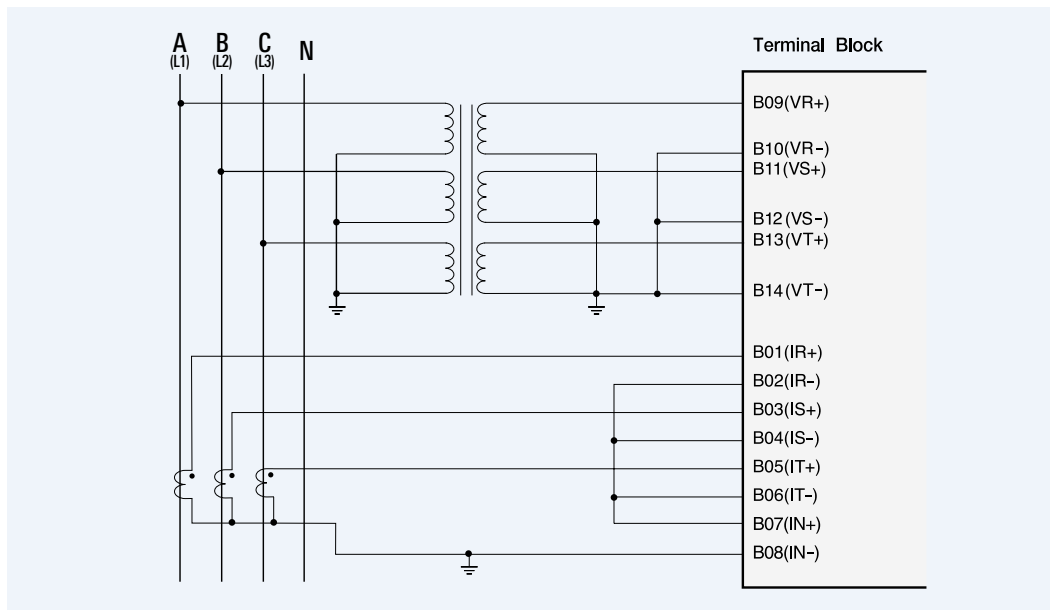 A B C N
(L1) (L2) (L3)
Terminal Block
B09(VR+)
B10(VR-)
B11(VS+)
B12(VS-)
B13(VT+)
B14(VT-)
B01(IR+)
B02(IR-)
B03(IS+)
B04(IS-)
B05(IT+)
B06(IT-)
B07(IN+)
B08(IN-)